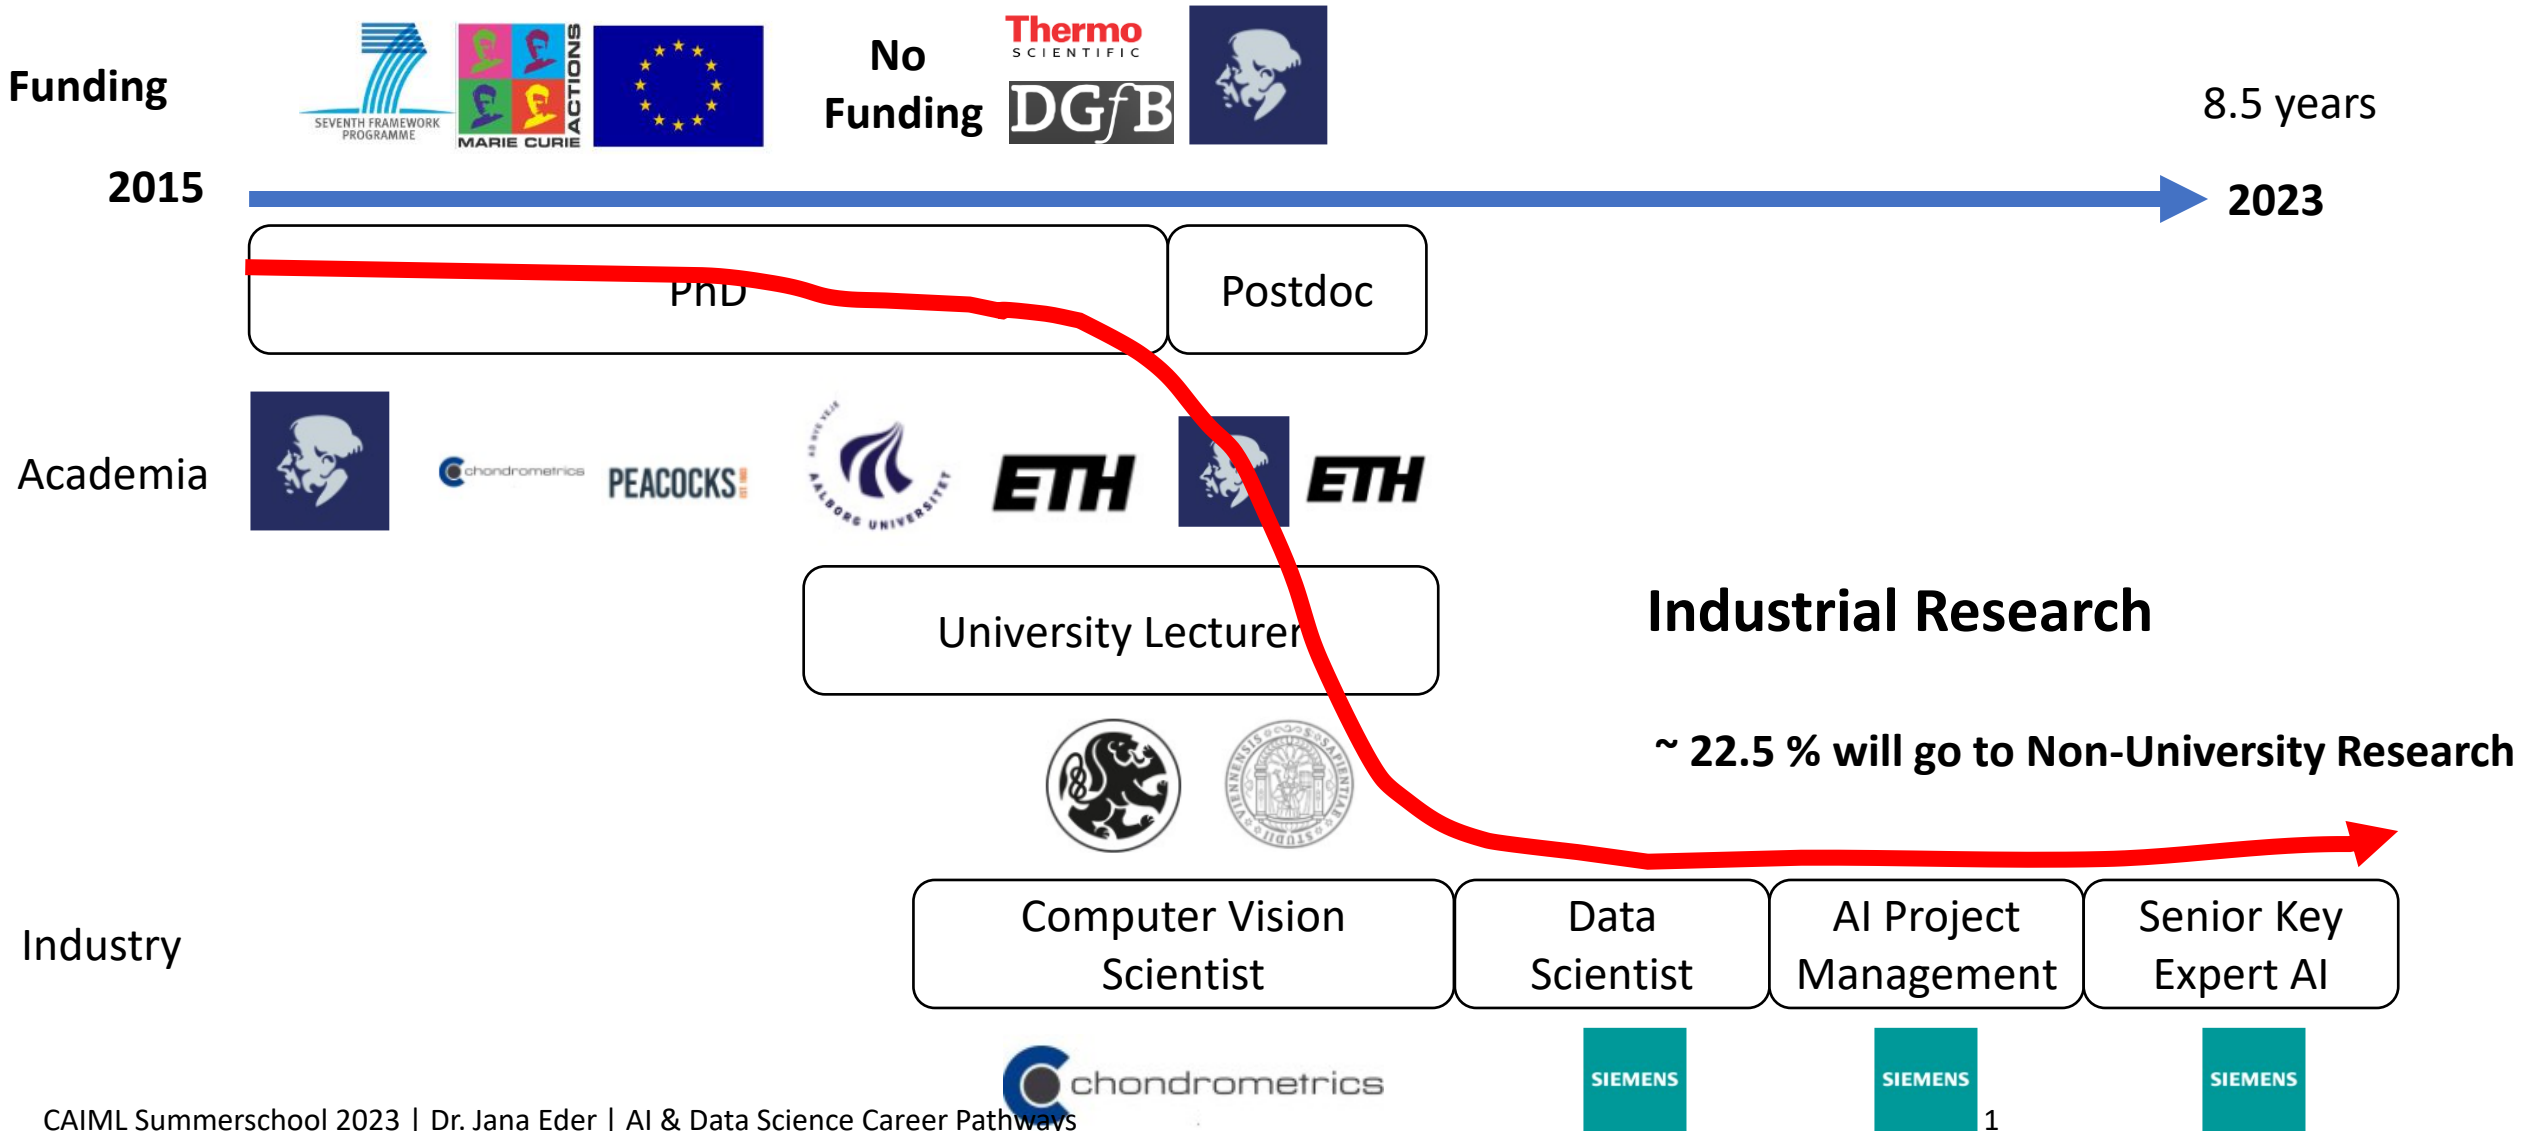 Funding
SEVENTH FRAMEWORK
PROGRAMME
MARIE CURIE
ACTIONS
No
Funding
Thermo
SCIENTIFIC
DGfB
8.5 years
2015
2023
PhD
Postdoc
Academia
chondrometrics
PEACOCKS
AALBORG UNIVERSITET
ETH
ETH
University Lecturer
Industrial Research
~ 22.5 % will go to Non-University Research
Industry
Computer Vision
Scientist
Data
Scientist
AI Project
Management
Senior Key
Expert AI
chondrometrics
SIEMENS
SIEMENS
SIEMENS
CAIML Summerschool 2023 | Dr. Jana Eder | AI & Data Science Career Pathways
1